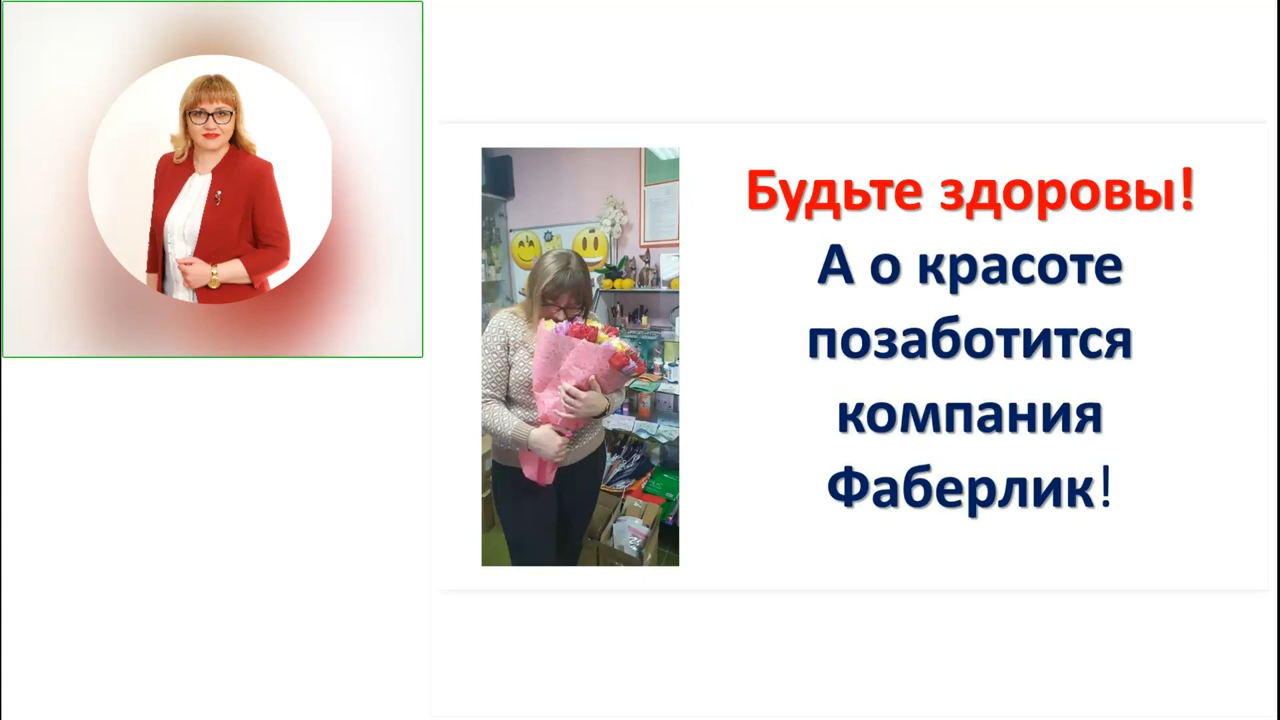 Будьте здоровы!
А о красоте
позаботится
компания
Фаберлик!